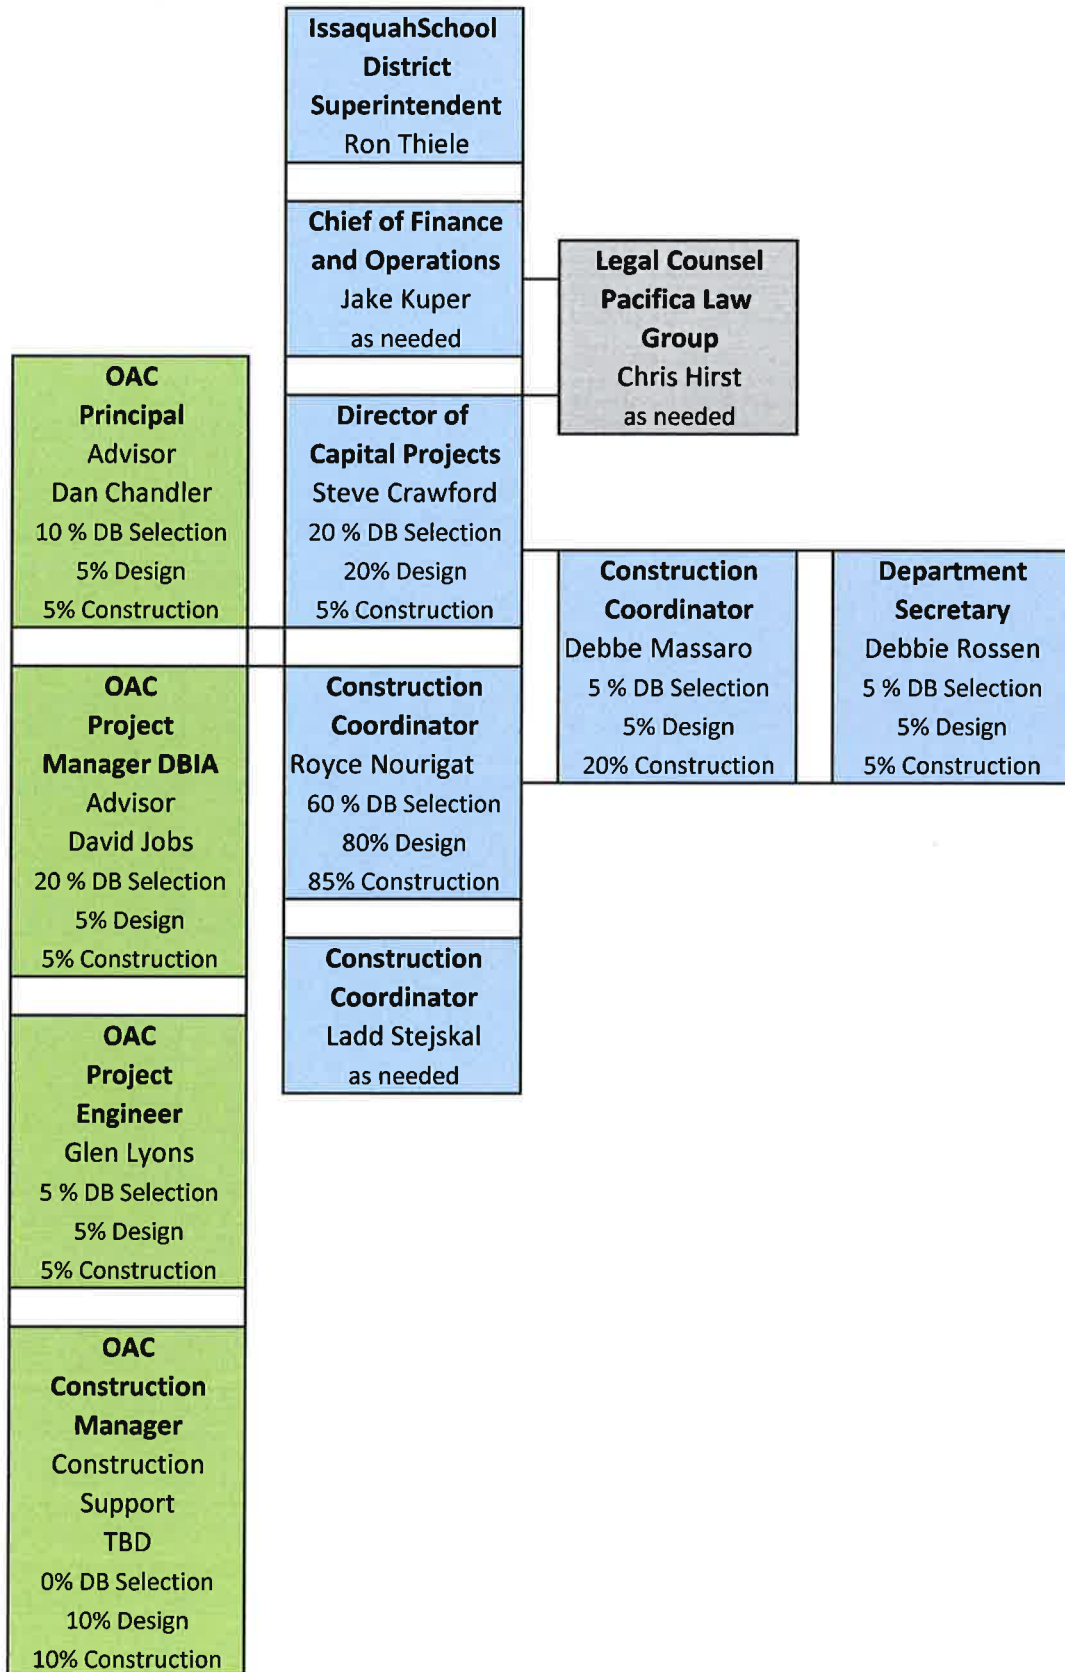 IssaquahSchool
District
Superintendent
Ron Thiele
Chief of Finance
and Operations
Jake Kuper
as needed
Legal Counsel
Pacifica Law
Group
Chris Hirst
as needed
OAC
Principal
Advisor
Dan Chandler
10 % DB Selection
5% Design
5% Construction
Director of
Capital Projects
Steve Crawford
20 % DB Selection
20% Design
5% Construction
Construction
Coordinator
Debbe Massaro
5 % DB Selection
5% Design
20% Construction
Department
Secretary
Debbie Rossen
5 % DB Selection
5% Design
5% Construction
OAC
Project
Manager DBIA
Advisor
David Jobs
20 % DB Selection
5% Design
5% Construction
Construction
Coordinator
Royce Nourigat
60 % DB Selection
80% Design
85% Construction
Construction
Coordinator
Ladd Stejskal
as needed
OAC
Project
Engineer
Glen Lyons
5 % DB Selection
5% Design
5% Construction
OAC
Construction
Manager
Construction
Support
TBD
0% DB Selection
10% Design
10% Construction